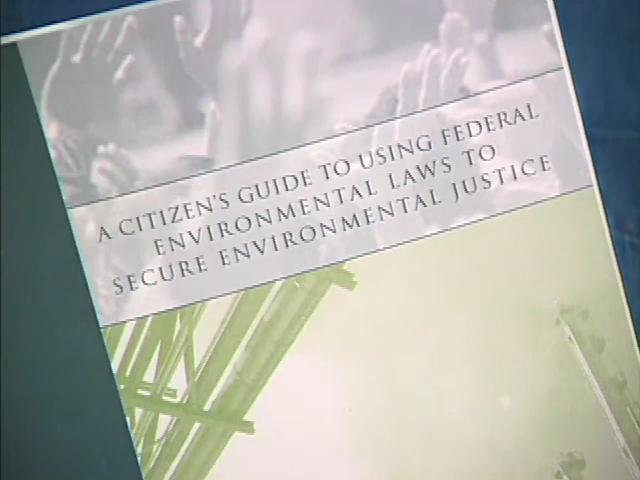 A CITIZEN'S GUIDE TO USING FEDERAL
ENVIRONMENTAL LAWS TO
SECURE ENVIRONMENTAL JUSTICE